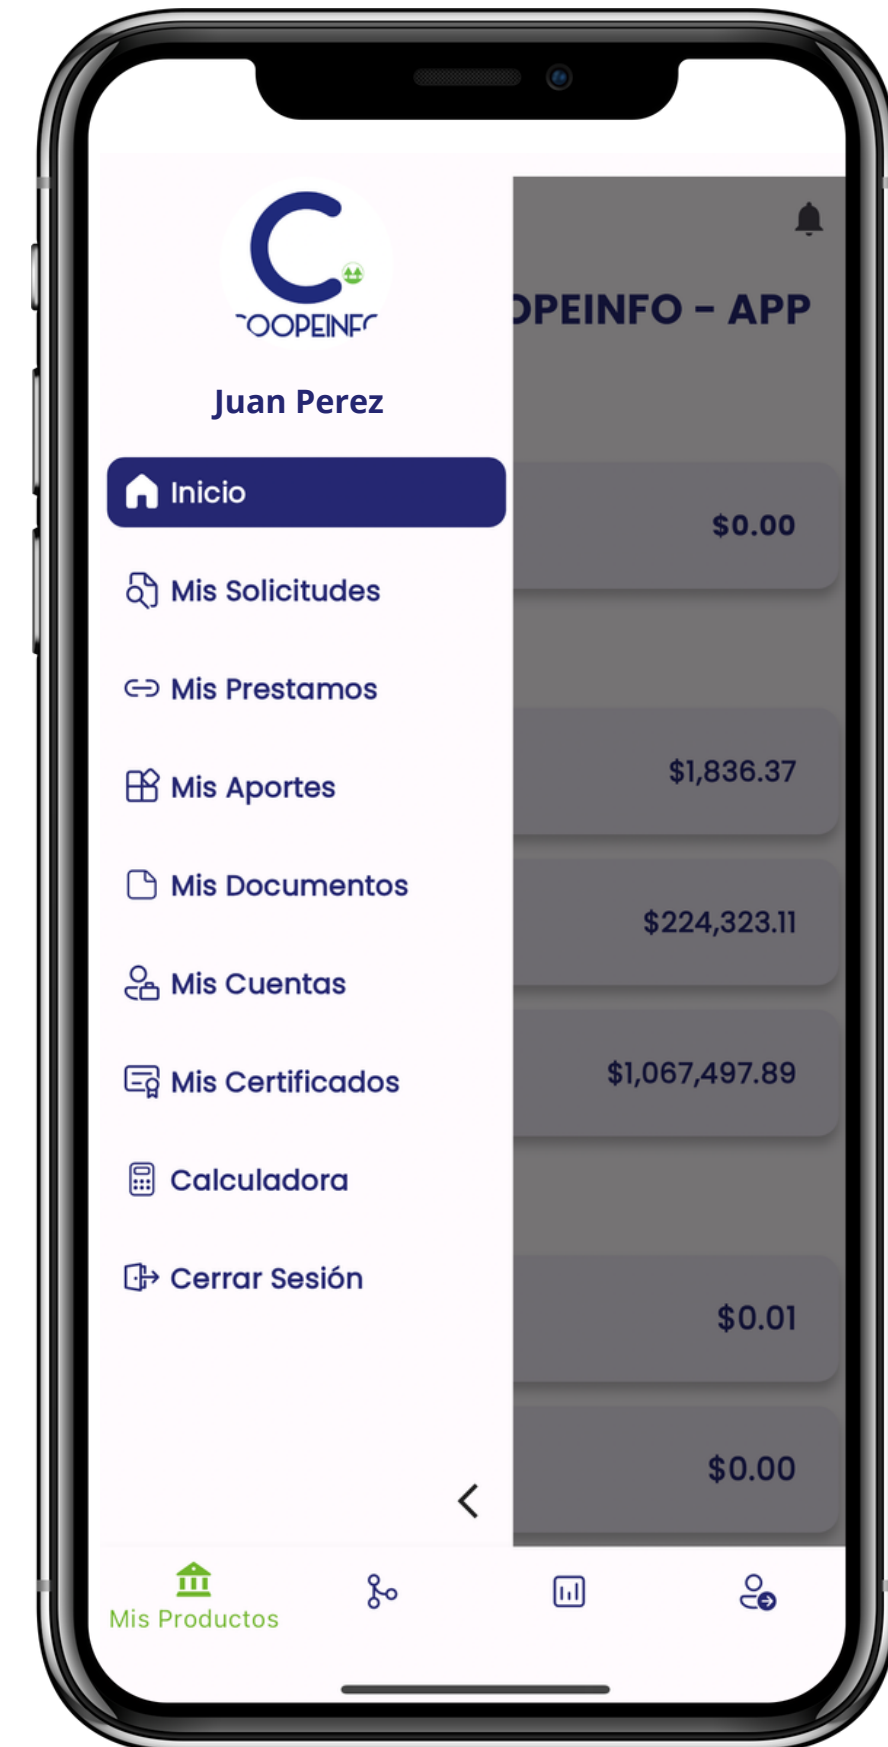 COOPEINFO
OPEINFO - APP
Juan Perez
Inicio
$0.00
Mis Solicitudes
Mis Prestamos
$1,836.37
Mis Aportes
Mis Documentos
$224,323.11
Mis Cuentas
$1,067,497.89
Mis Certificados
Calculadora
Cerrar Sesión
$0.01
$0.00
Mis Productos